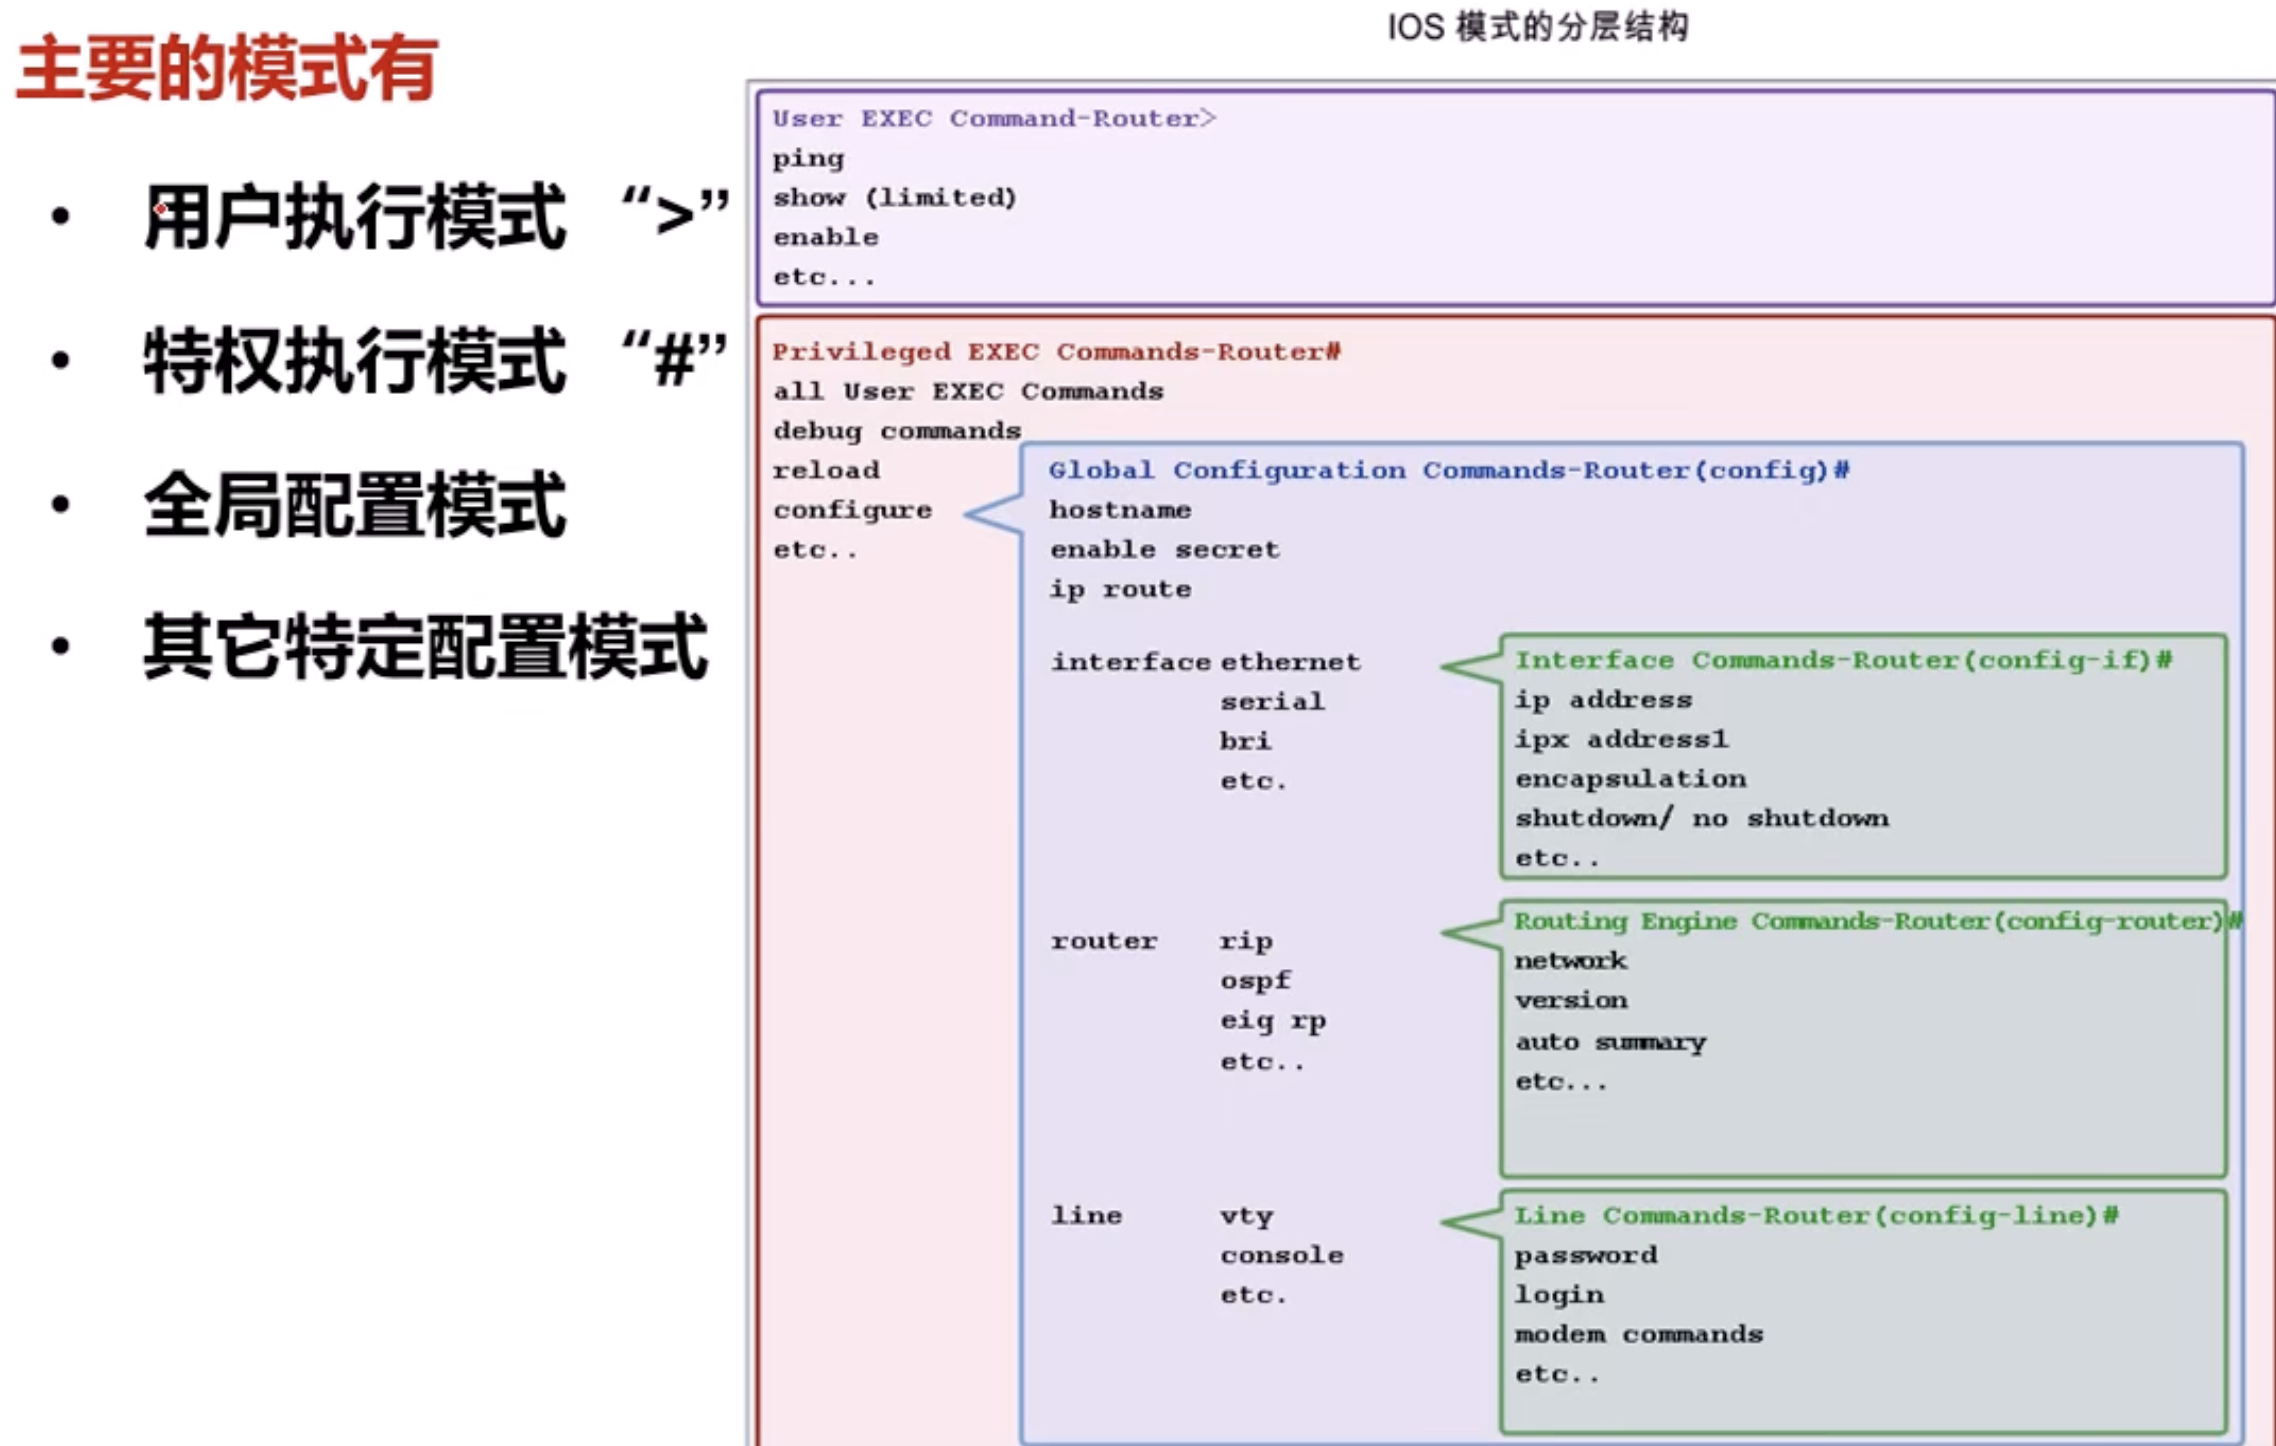 主要的模式有
• 用户执行模式 “>”
• 特权执行模式 “#”
• 全局配置模式
• 其它特定配置模式
IOS 模式的分层结构
User EXEC Command-Router>
ping
show (limited)
enable
etc...
Privileged EXEC Commands-Router#
all User EXEC Commands
debug commands
reload
configure
etc..
Global Configuration Commands-Router(config)#
hostname
enable secret
ip route
interface ethernet
serial
bri
etc.
Interface Commands-Router(config-if)#
ip address
ipx address1
encapsulation
shutdown/ no shutdown
etc..
router rip
ospf
eig rp
etc..
Routing Engine Commands-Router(config-router)#
network
version
auto summary
etc...
line vty
console
etc.
Line Commands-Router(config-line)#
password
login
modem commands
etc..